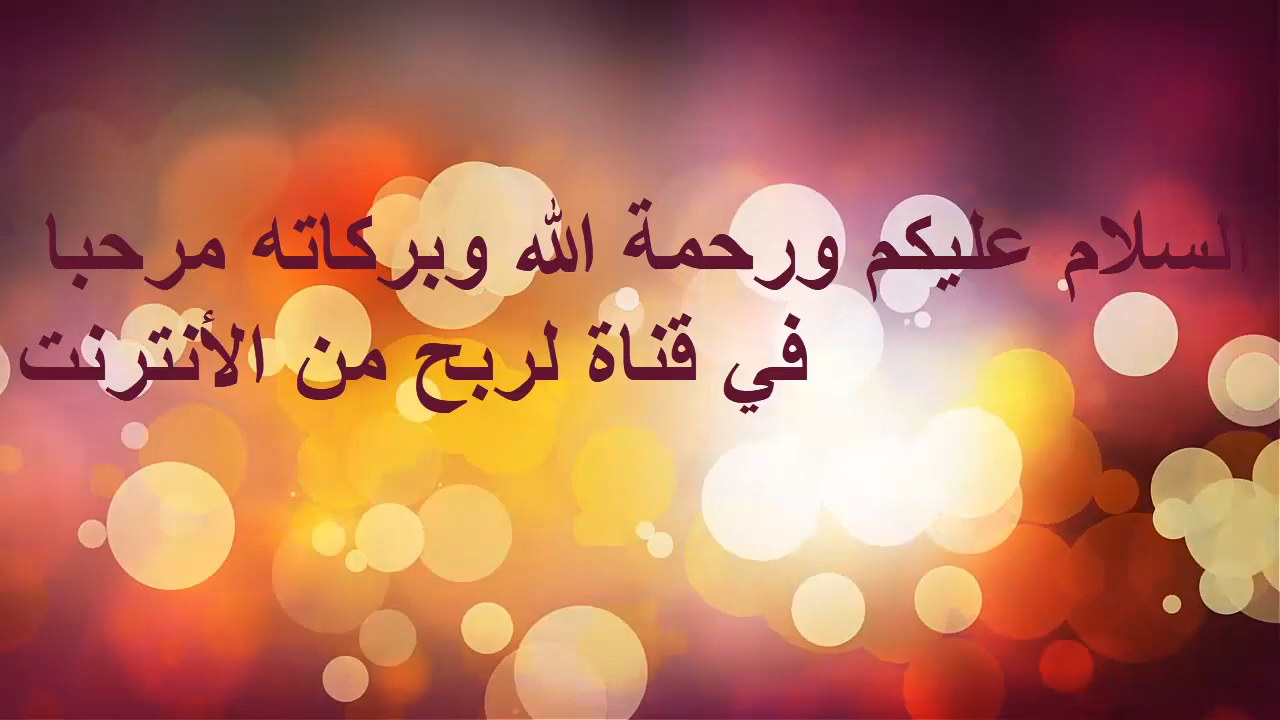 السلام عليكم ورحمة الله وبركاته مرحبا
في قناة لربح من الأنترنت